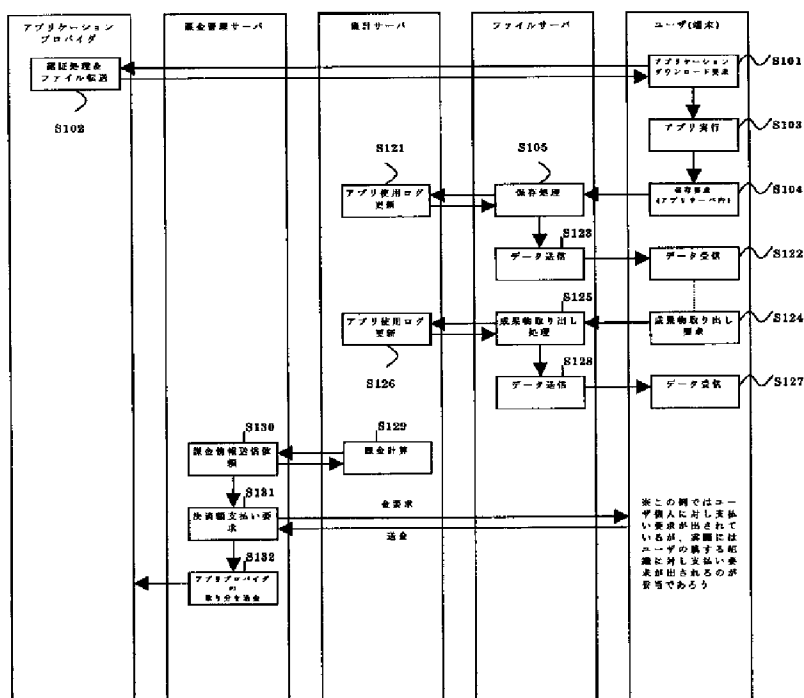 アプリケーション
プロバイダ
課金管理サーバ
集計サーバ
ファイルサーバ
ユーザ(端末)
認証処理&
ファイル転送
S102
アプリケーション
ダウンロード要求
S101
アプリ実行
S103
S121
アプリ使用ログ
更新
S105
保存処理
保存要求
(アプリサーバ内)
S104
S123
データ送信
データ受信
S122
アプリ使用ログ
更新
S126
S125
成果物取り出し
処理
成果物取り出し
要求
S124
S128
データ送信
データ受信
S127
S130
課金情報送信依
頼
S129
課金計算
S131
決済額支払い要
求
金要求
送金
S132
アププロバイダ
の
取り分を送金
※この例ではユー
ザ個人に対し支払
い要求が出されて
いるが、実際には
ユーザの属する組
織に対し支払い要
求が出されるのが
妥当であろう